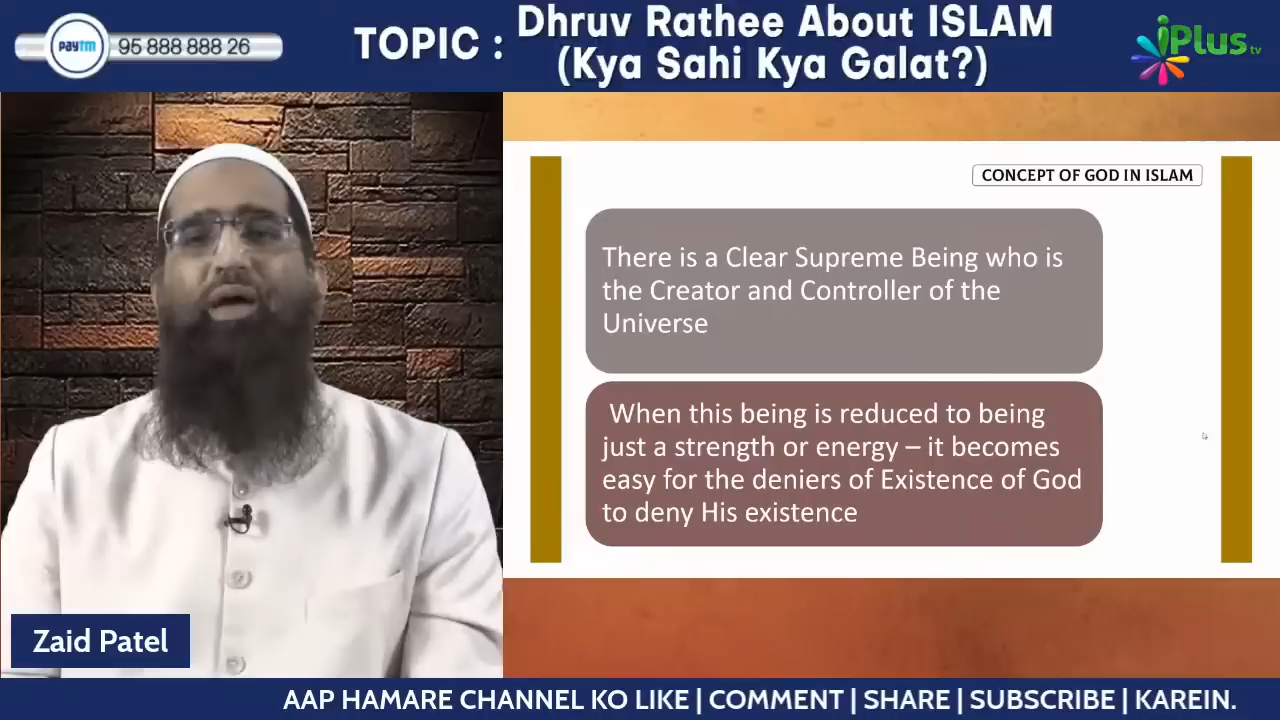 paytm
95 888 888 26
TOPIC :
Dhruv Rathee About ISLAM
(Kya Sahi Kya Galat?)
iPlus tv
CONCEPT OF GOD IN ISLAM
There is a Clear Supreme Being who is
the Creator and Controller of the
Universe
When this being is reduced to being
just a strength or energy – it becomes
easy for the deniers of Existence of God
to deny His existence
Zaid Patel
AAP HAMARE CHANNEL KO LIKE | COMMENT | SHARE | SUBSCRIBE | KAREIN.